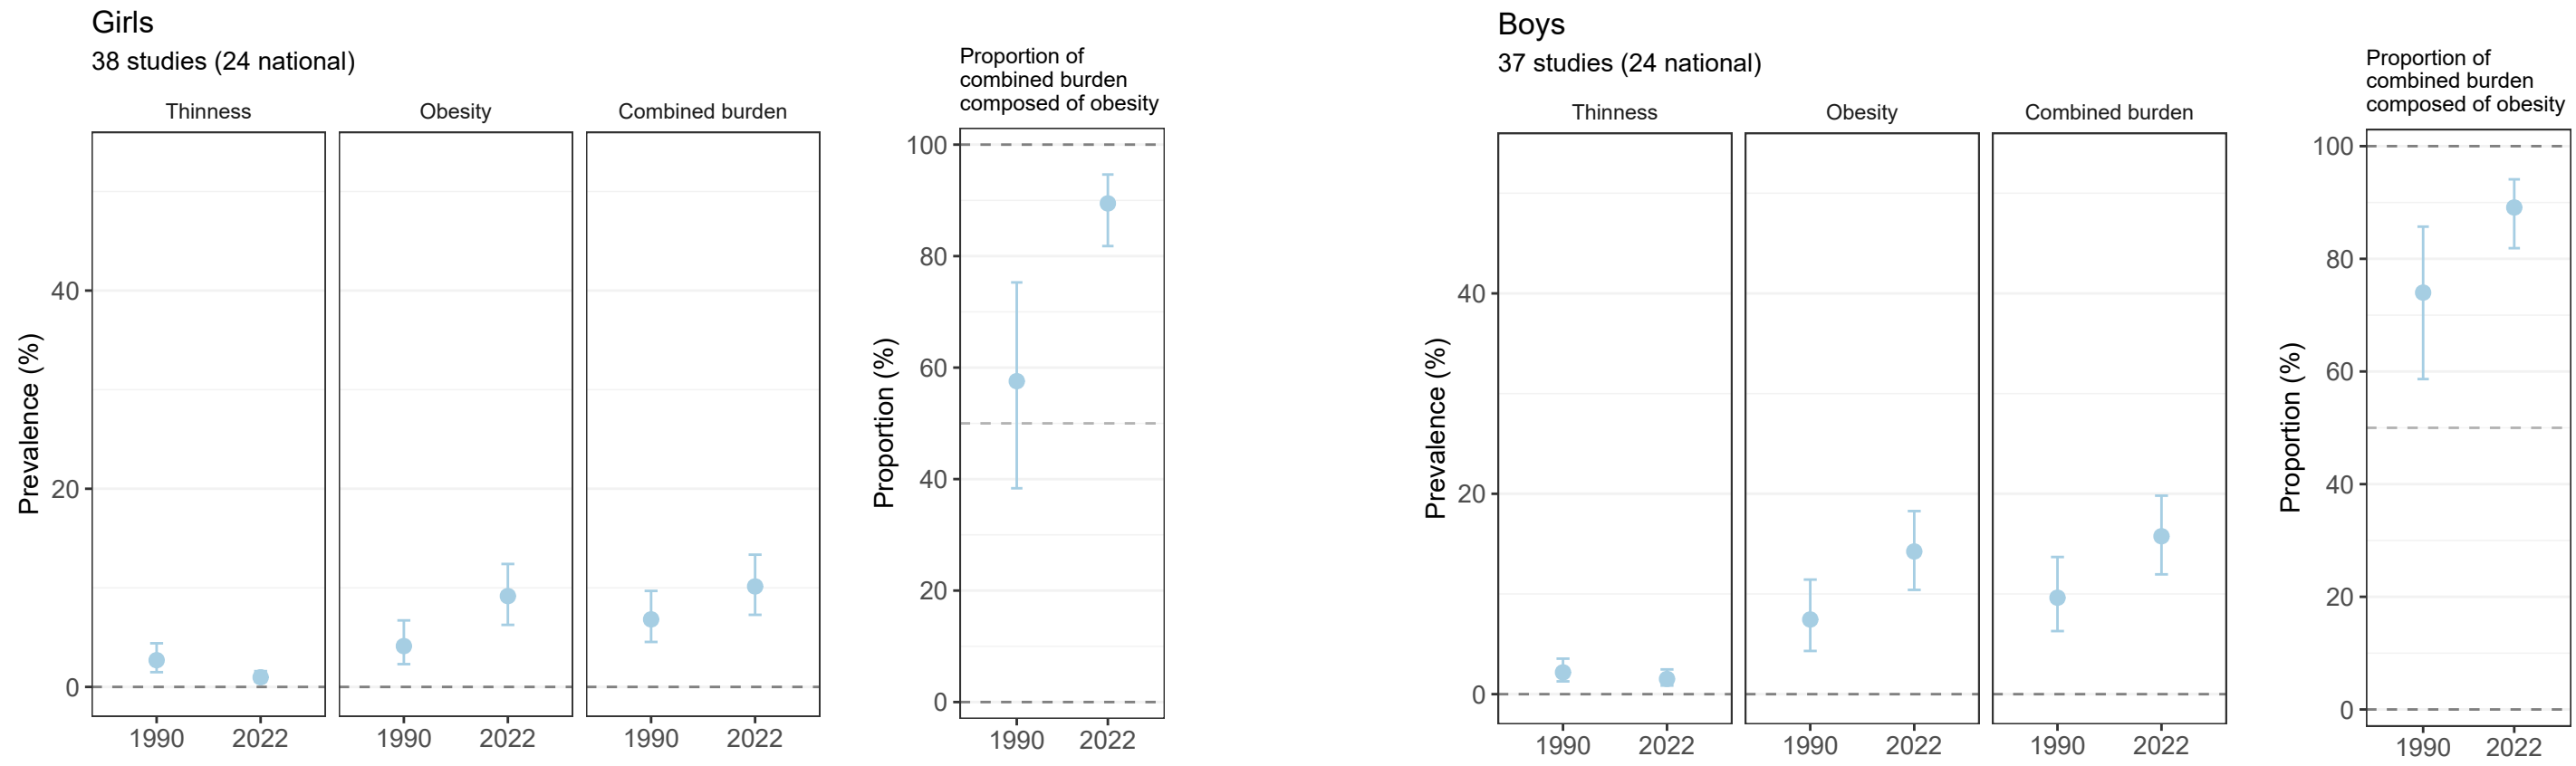 Girls
38 studies (24 national)
Thinness
Obesity
Combined burden
Prevalence (%)
40
20
0
1990 2022
1990 2022
1990 2022
Proportion of
combined burden
composed of obesity
Proportion (%)
100
80
60
40
20
0
1990 2022
Boys
37 studies (24 national)
Thinness
Obesity
Combined burden
Prevalence (%)
40
20
0
1990 2022
1990 2022
1990 2022
Proportion of
combined burden
composed of obesity
Proportion (%)
100
80
60
40
20
0
1990 2022